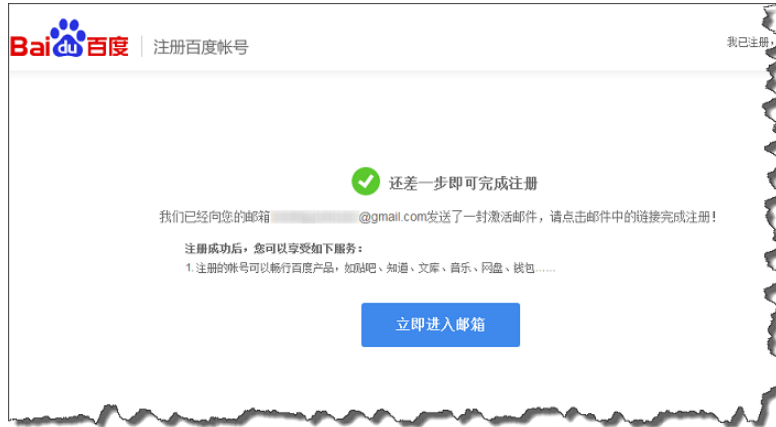 Bai du 百度 注册百度帐号
我已注册，
还差一步即可完成注册
我们已经向您的邮箱 @gmail.com发送了一封激活邮件，请点击邮件中的链接完成注册！
注册成功后，您可以享受如下服务：
1. 注册的帐号可以畅行百度产品，如贴吧、知道、文库、音乐、网盘、钱包……
立即进入邮箱